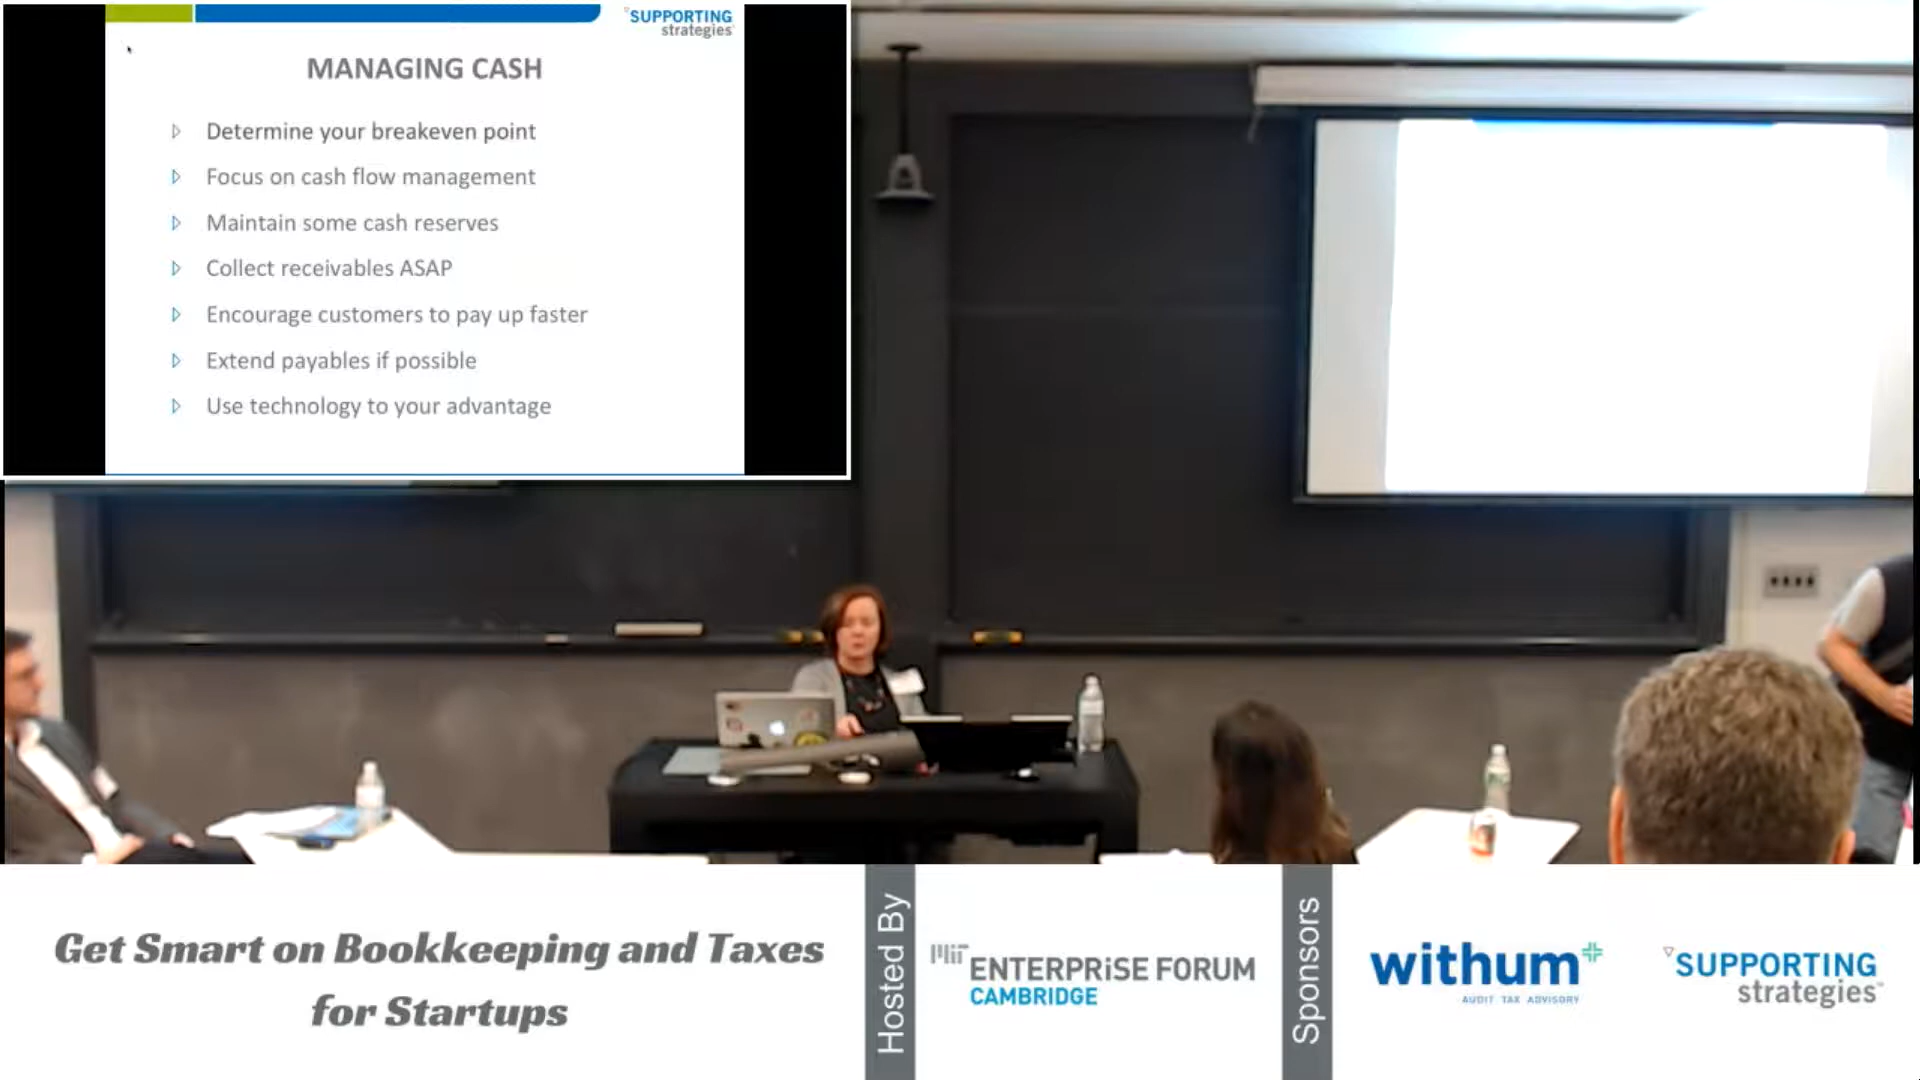 SUPPORTING
strategies
MANAGING CASH
Determine your breakeven point
Focus on cash flow management
Maintain some cash reserves
Collect receivables ASAP
Encourage customers to pay up faster
Extend payables if possible
Use technology to your advantage
Get Smart on Bookkeeping and Taxes
for Startups
Hosted By
MIT
ENTERPRiSE FORUM
CAMBRIDGE
Sponsors
withum
AUDIT TAX ADVISORY
SUPPORTING
strategies